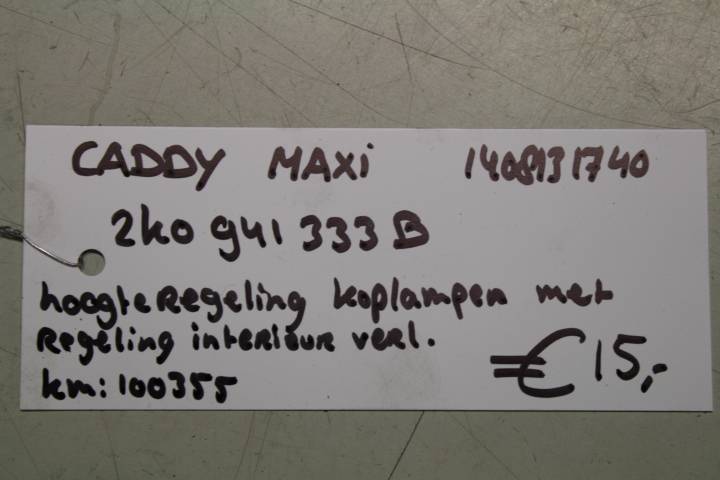 CADDY MAXi 1408131740
2k0 941 333 B
hoogteregeling koplampen met
regeling interieur verl.
km: 100355
€ 15,-